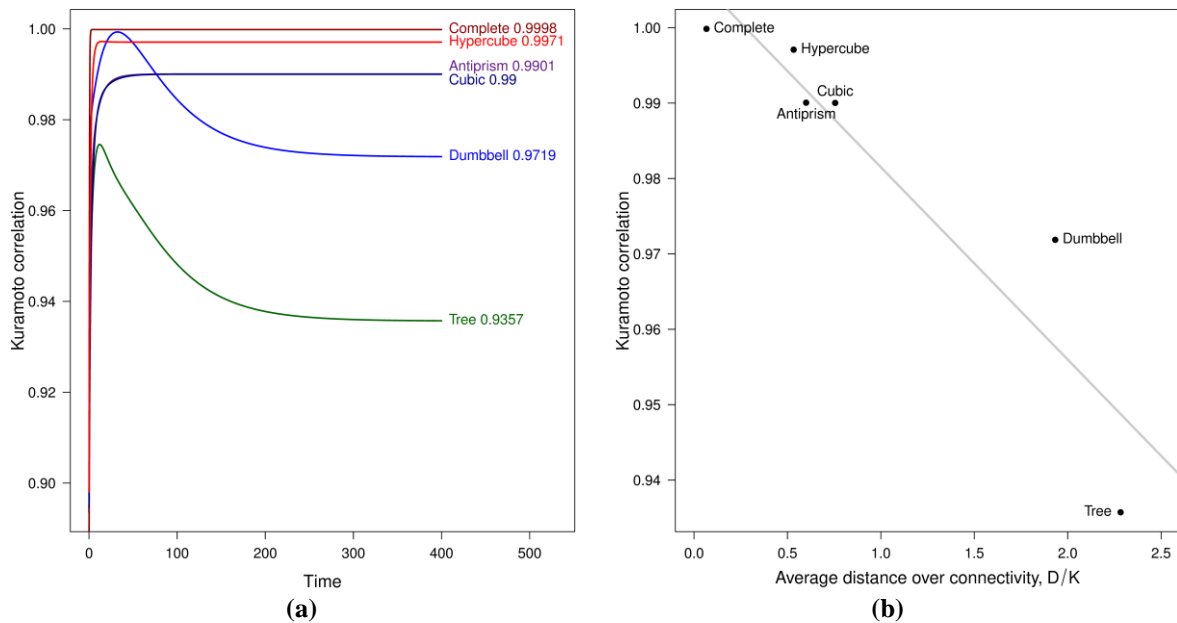 Kuramoto correlation
1.00
0.98
0.96
0.94
0.92
0.90
Complete 0.9998
Hypercube 0.9971
Antiprism 0.9901
Cubic 0.99
Dumbbell 0.9719
Tree 0.9357
0 100 200 300 400 500
Time
(a)
Kuramoto correlation
1.00
0.99
0.98
0.97
0.96
0.95
0.94
Complete
Hypercube
Cubic
Antiprism
Dumbbell
Tree
0.0 0.5 1.0 1.5 2.0 2.5
Average distance over connectivity, D/K
(b)